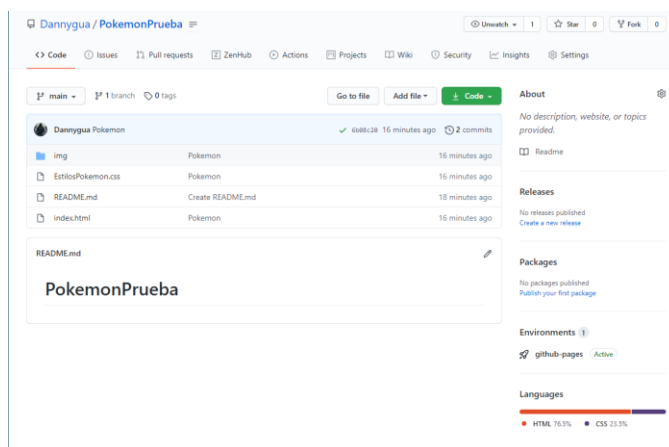 Dannygua / PokemonPrueba
Unwatch 1 Star 0 Fork 0
Code Issues Pull requests ZenHub Actions Projects Wiki Security Insights Settings
main 1 branch 0 tags Go to file Add file Code
Dannygua Pokemon 16 minutes ago 2 commits
img Pokemon 16 minutes ago
EstilosPokemon.css Pokemon 16 minutes ago
README.md Create README.md 18 minutes ago
index.html Pokemon 16 minutes ago
README.md
PokemonPrueba
About
No description, website, or topics
provided.
Readme
Releases
No releases published
Create a new release
Packages
No packages published
Publish your first package
Environments 1
github-pages Active
Languages
HTML 76.5% CSS 23.5%